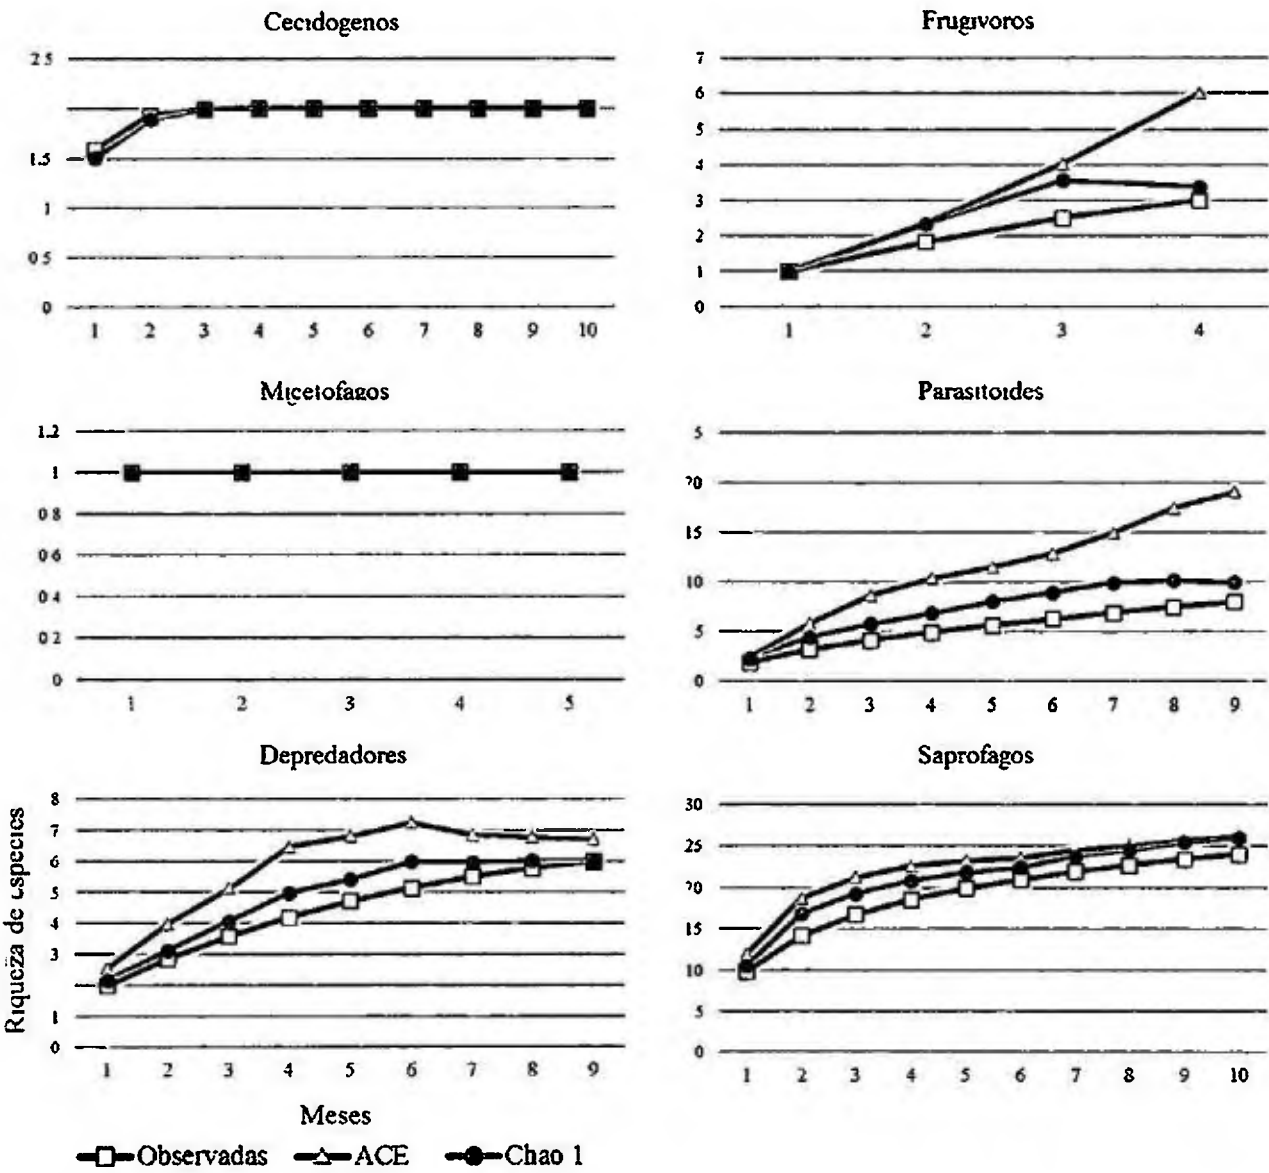 Cecidogenos
2 5
1.5
1
0 5
0
1 2 3 4 5 6 7 8 9 10
Frugivoros
7
6
5
4
3
2
1
0
1 2 3 4
Micetofagos
1.2
1
0 8
0 6
0 4
0 2
0
1 2 3 4 5
Parasitoides
5
20
15
10
5
0
1 2 3 4 5 6 7 8 9
Depredadores
8
7
6
5
4
3
1
0
1 2 3 4 5 6 7 8 9
Saprofagos
30
25
20
15
10
5
0
1 2 3 4 5 6 7 8 9 10
Riqueza de especies
Meses
Observadas ACE Chao 1